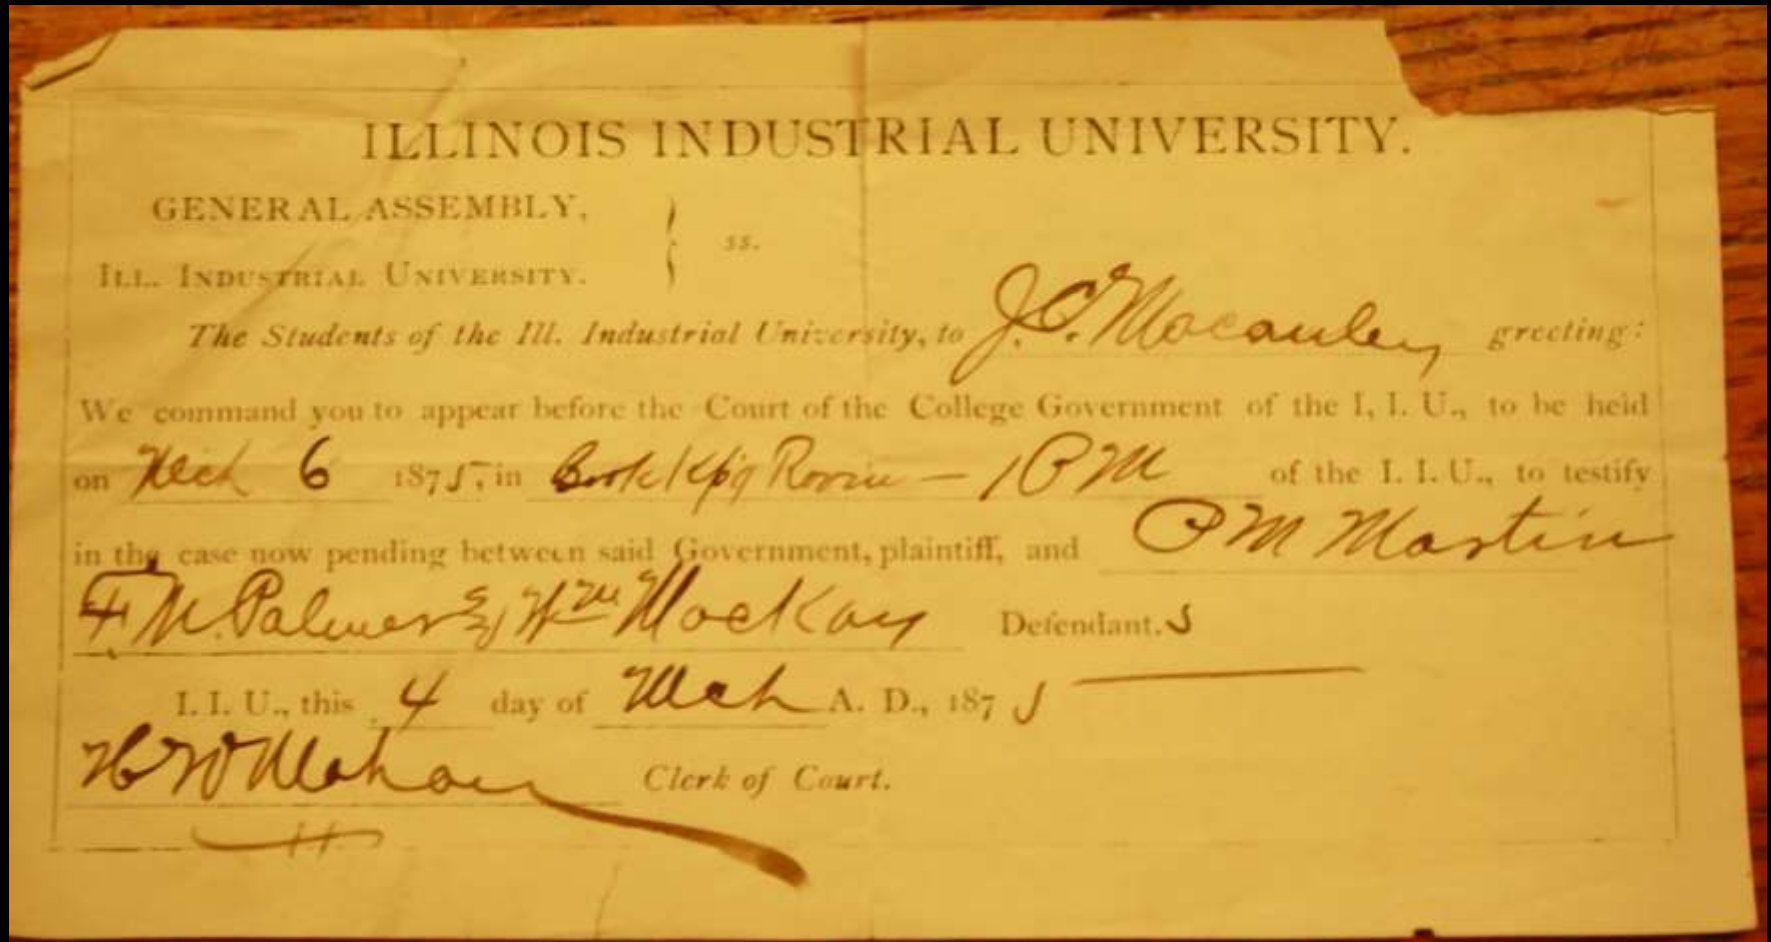 ILLINOIS INDUSTRIAL UNIVERSITY.
GENERAL ASSEMBLY,
ss.
ILL. INDUSTRIAL UNIVERSITY.
The Students of the Ill. Industrial University, to J.C. Macauley greeting:
We command you to appear before the Court of the College Government of the I, I. U., to be held
on Mch 6 1875, in Book Kp'g Room — 1 PM of the I. I. U., to testify
in the case now pending between said Government, plaintiff, and P M Martin
F M. Palmer & Wm MacKay Defendant.s
I. I. U., this 4 day of Mch A. D., 1875
H W Mahan Clerk of Court.